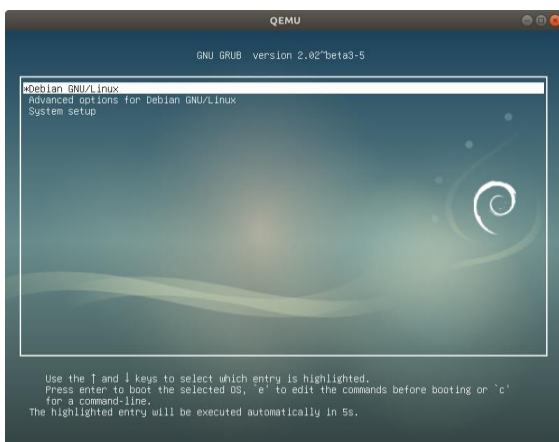 QEMU
GNU GRUB  version 2.02~beta3-5
*Debian GNU/Linux
Advanced options for Debian GNU/Linux
System setup
Use the ↑ and ↓ keys to select which entry is highlighted.
Press enter to boot the selected OS, `e' to edit the commands before booting or `c'
for a command-line.
The highlighted entry will be executed automatically in 5s.